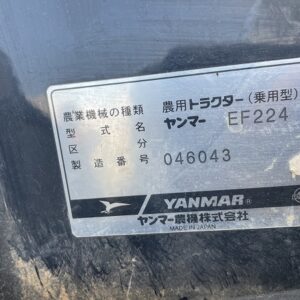 農業機械の種類 農用トラクター(乗用型)
型式名 ヤンマー EF224
区分
製造番号 046043
YANMAR®
ヤンマー農機株式会社
MADE IN JAPAN